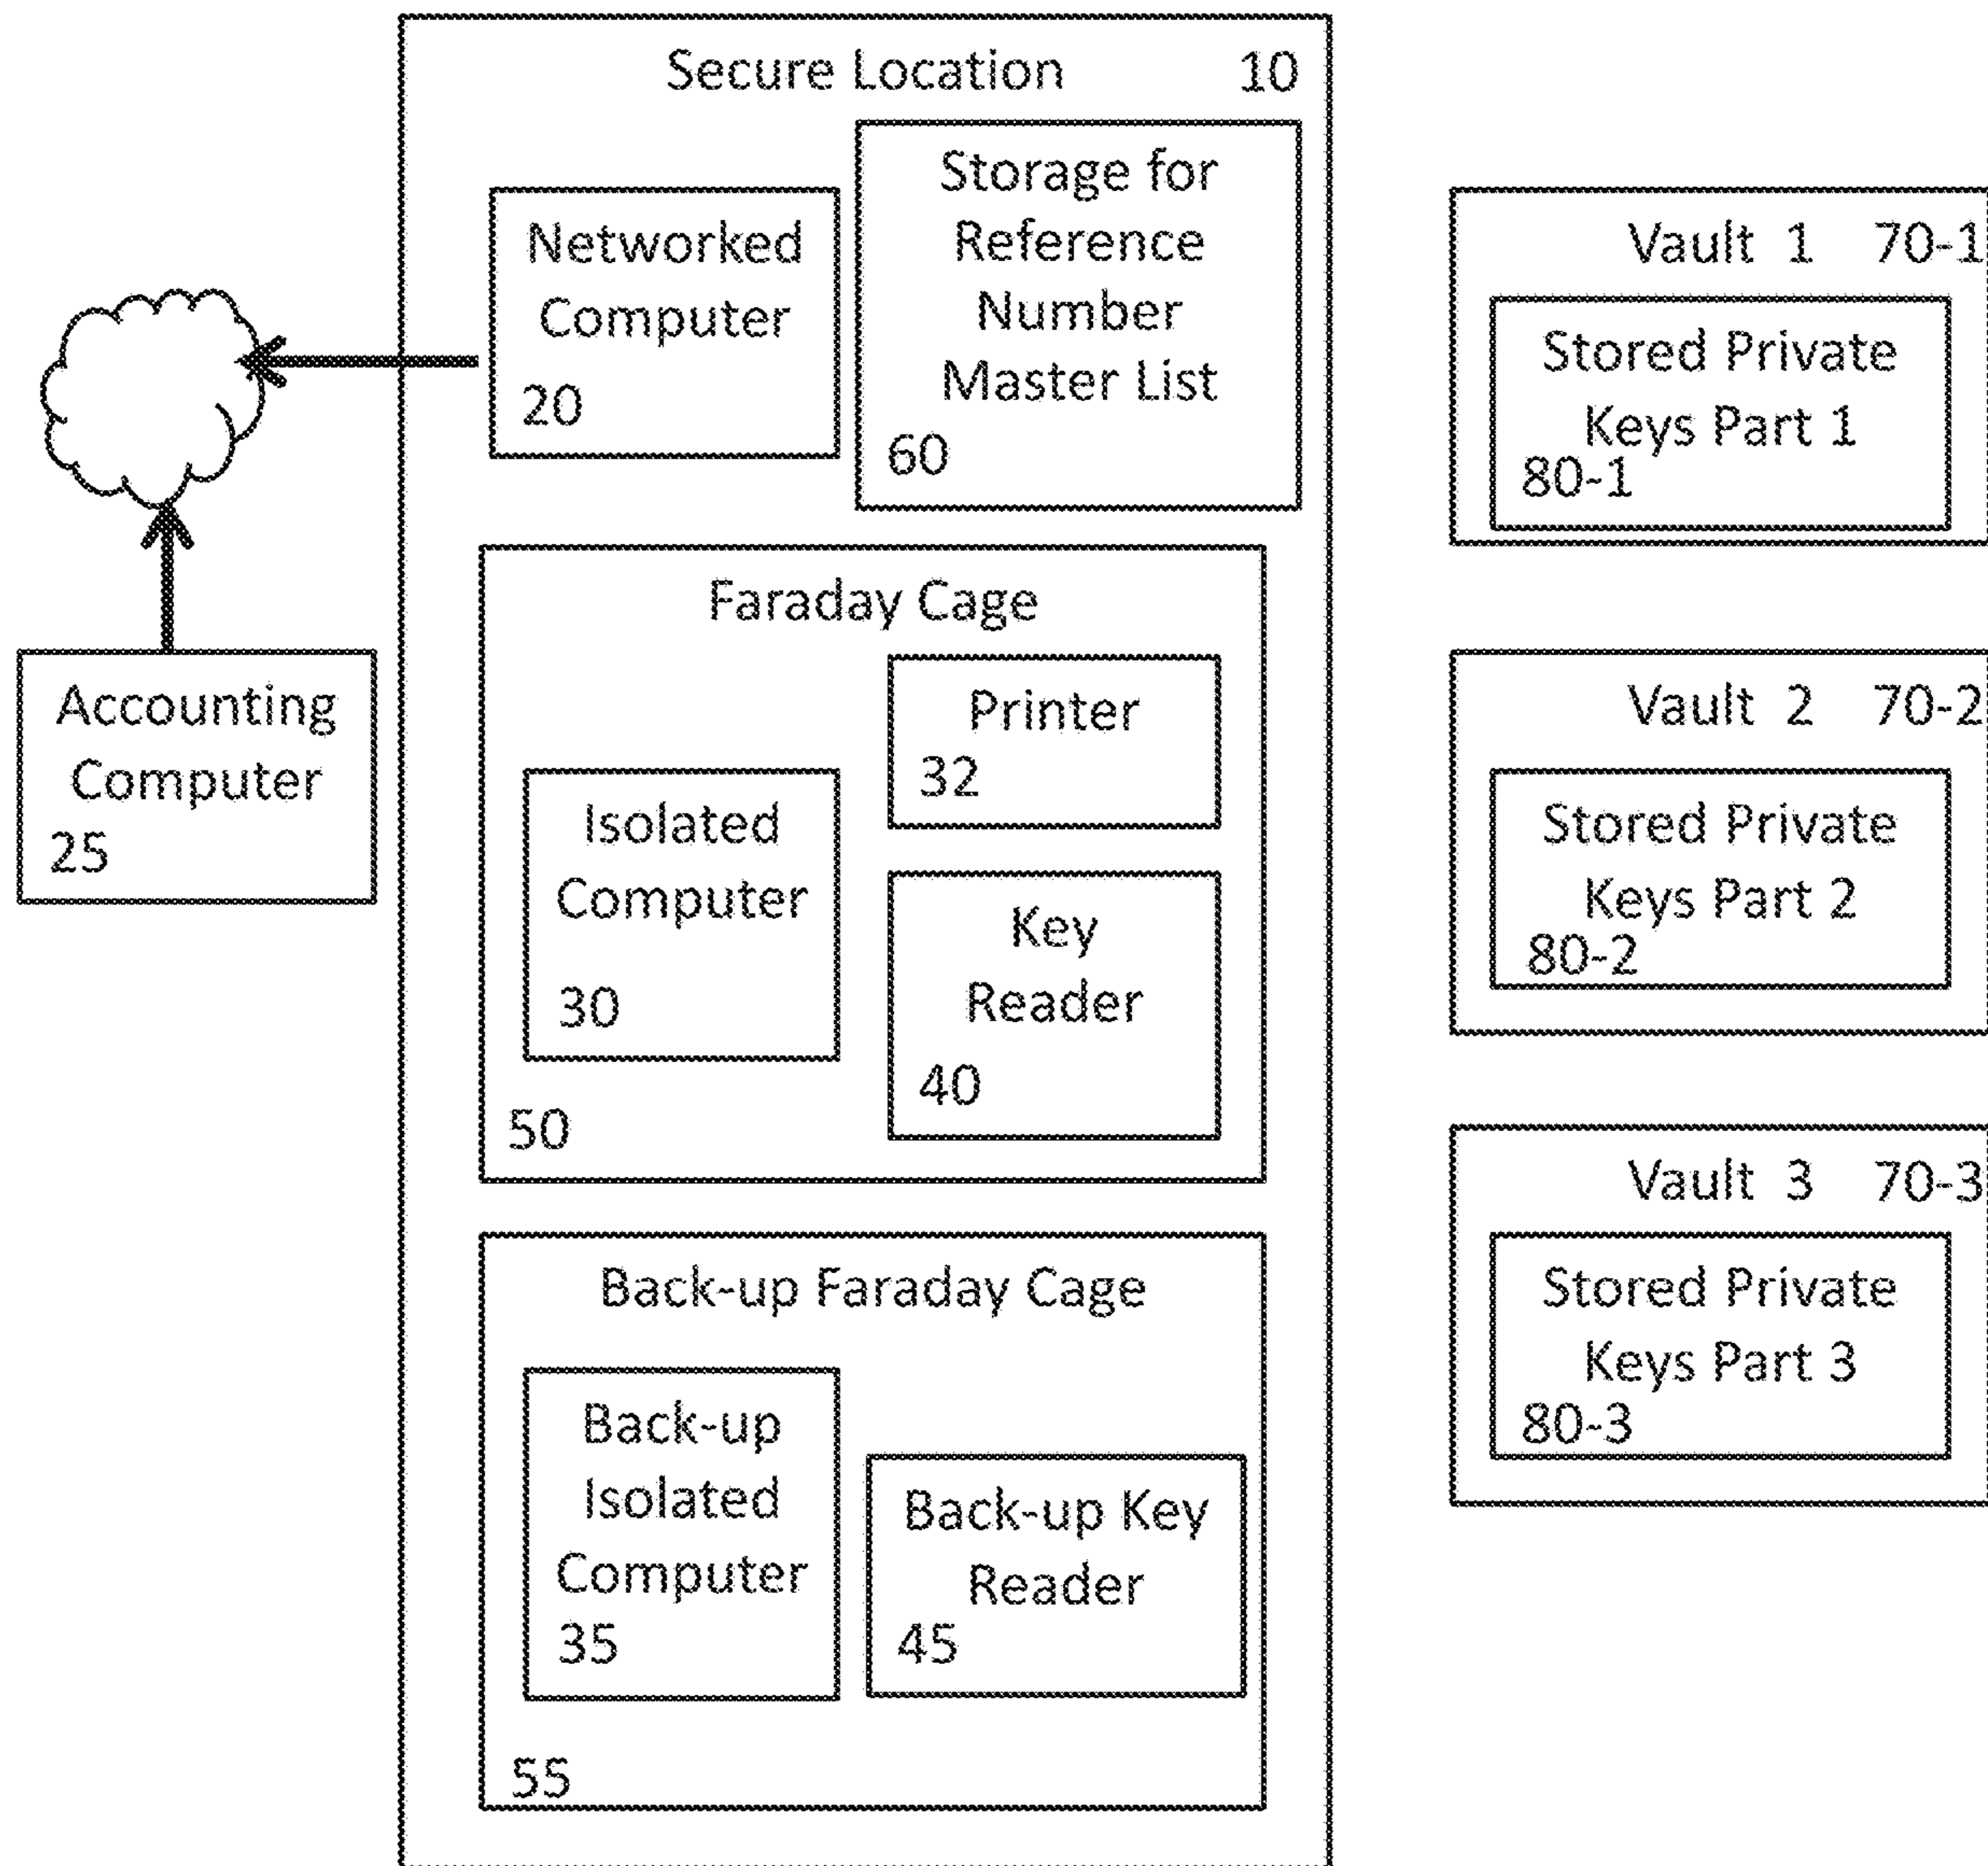 Secure Location 10
Networked
Computer
20
Storage for
Reference
Number
Master List
60
Accounting
Computer
25
Faraday Cage
Printer
32
Isolated
Computer
30
Key
Reader
40
50
Back-up Faraday Cage
Back-up
Isolated
Computer
35
Back-up Key
Reader
45
55
Vault 1 70-1
Stored Private
Keys Part 1
80-1
Vault 2 70-2
Stored Private
Keys Part 2
80-2
Vault 3 70-3
Stored Private
Keys Part 3
80-3